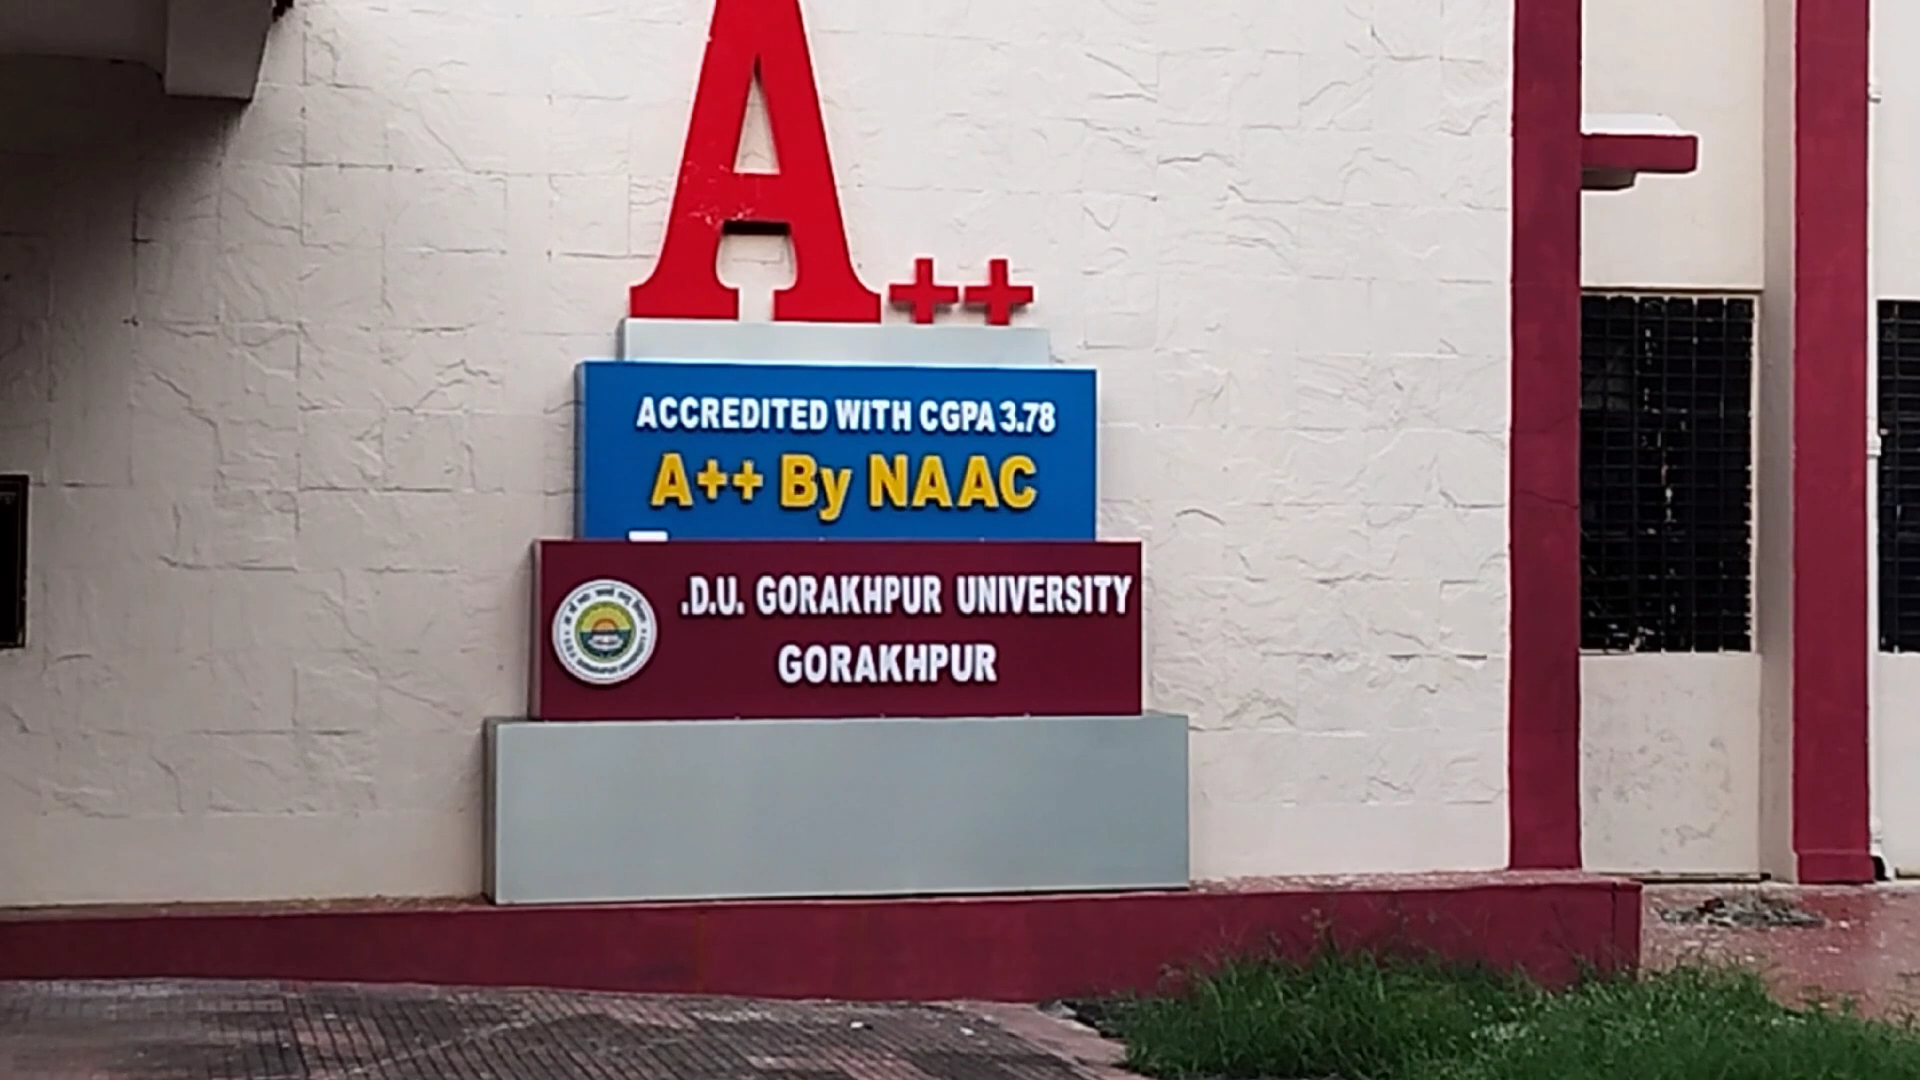 A++
ACCREDITED WITH CGPA 3.78
A++ By NAAC
.D.U. GORAKHPUR UNIVERSITY
GORAKHPUR